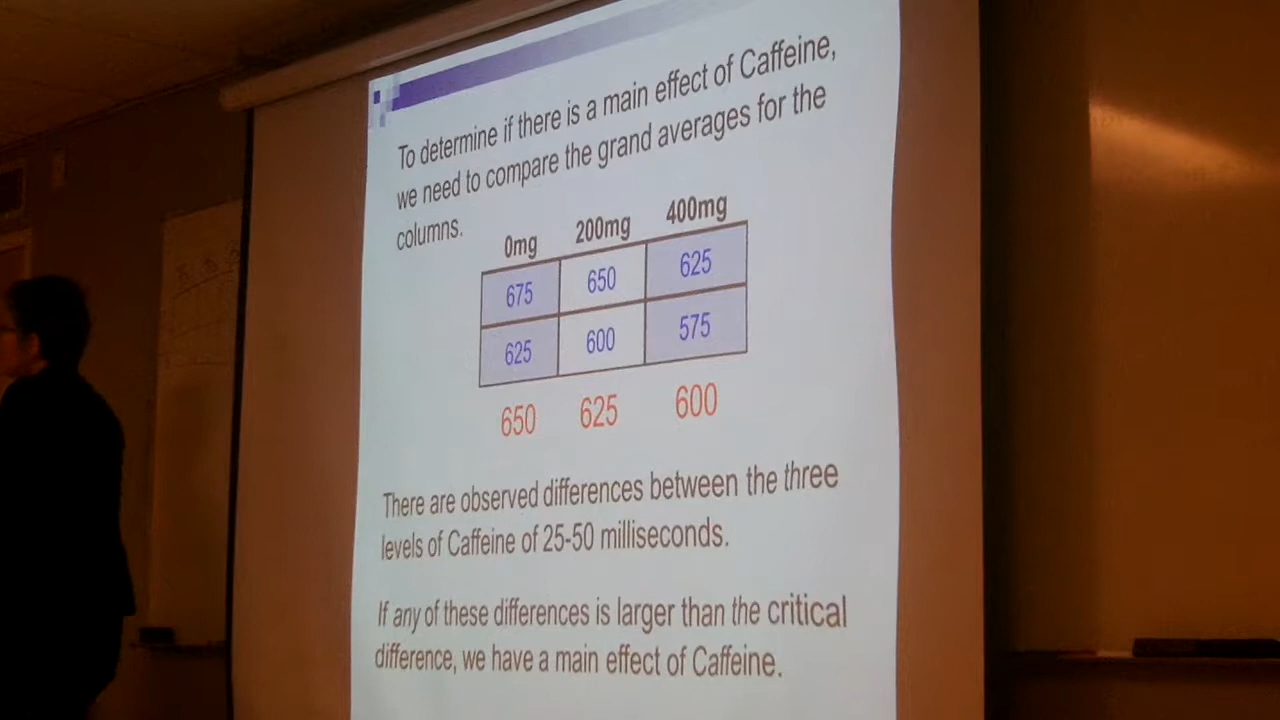 To determine if there is a main effect of Caffeine,
we need to compare the grand averages for the
columns.
0mg 200mg 400mg
675 650 625
625 600 575
650 625 600
There are observed differences between the three
levels of Caffeine of 25-50 milliseconds.
If any of these differences is larger than the critical
difference, we have a main effect of Caffeine.